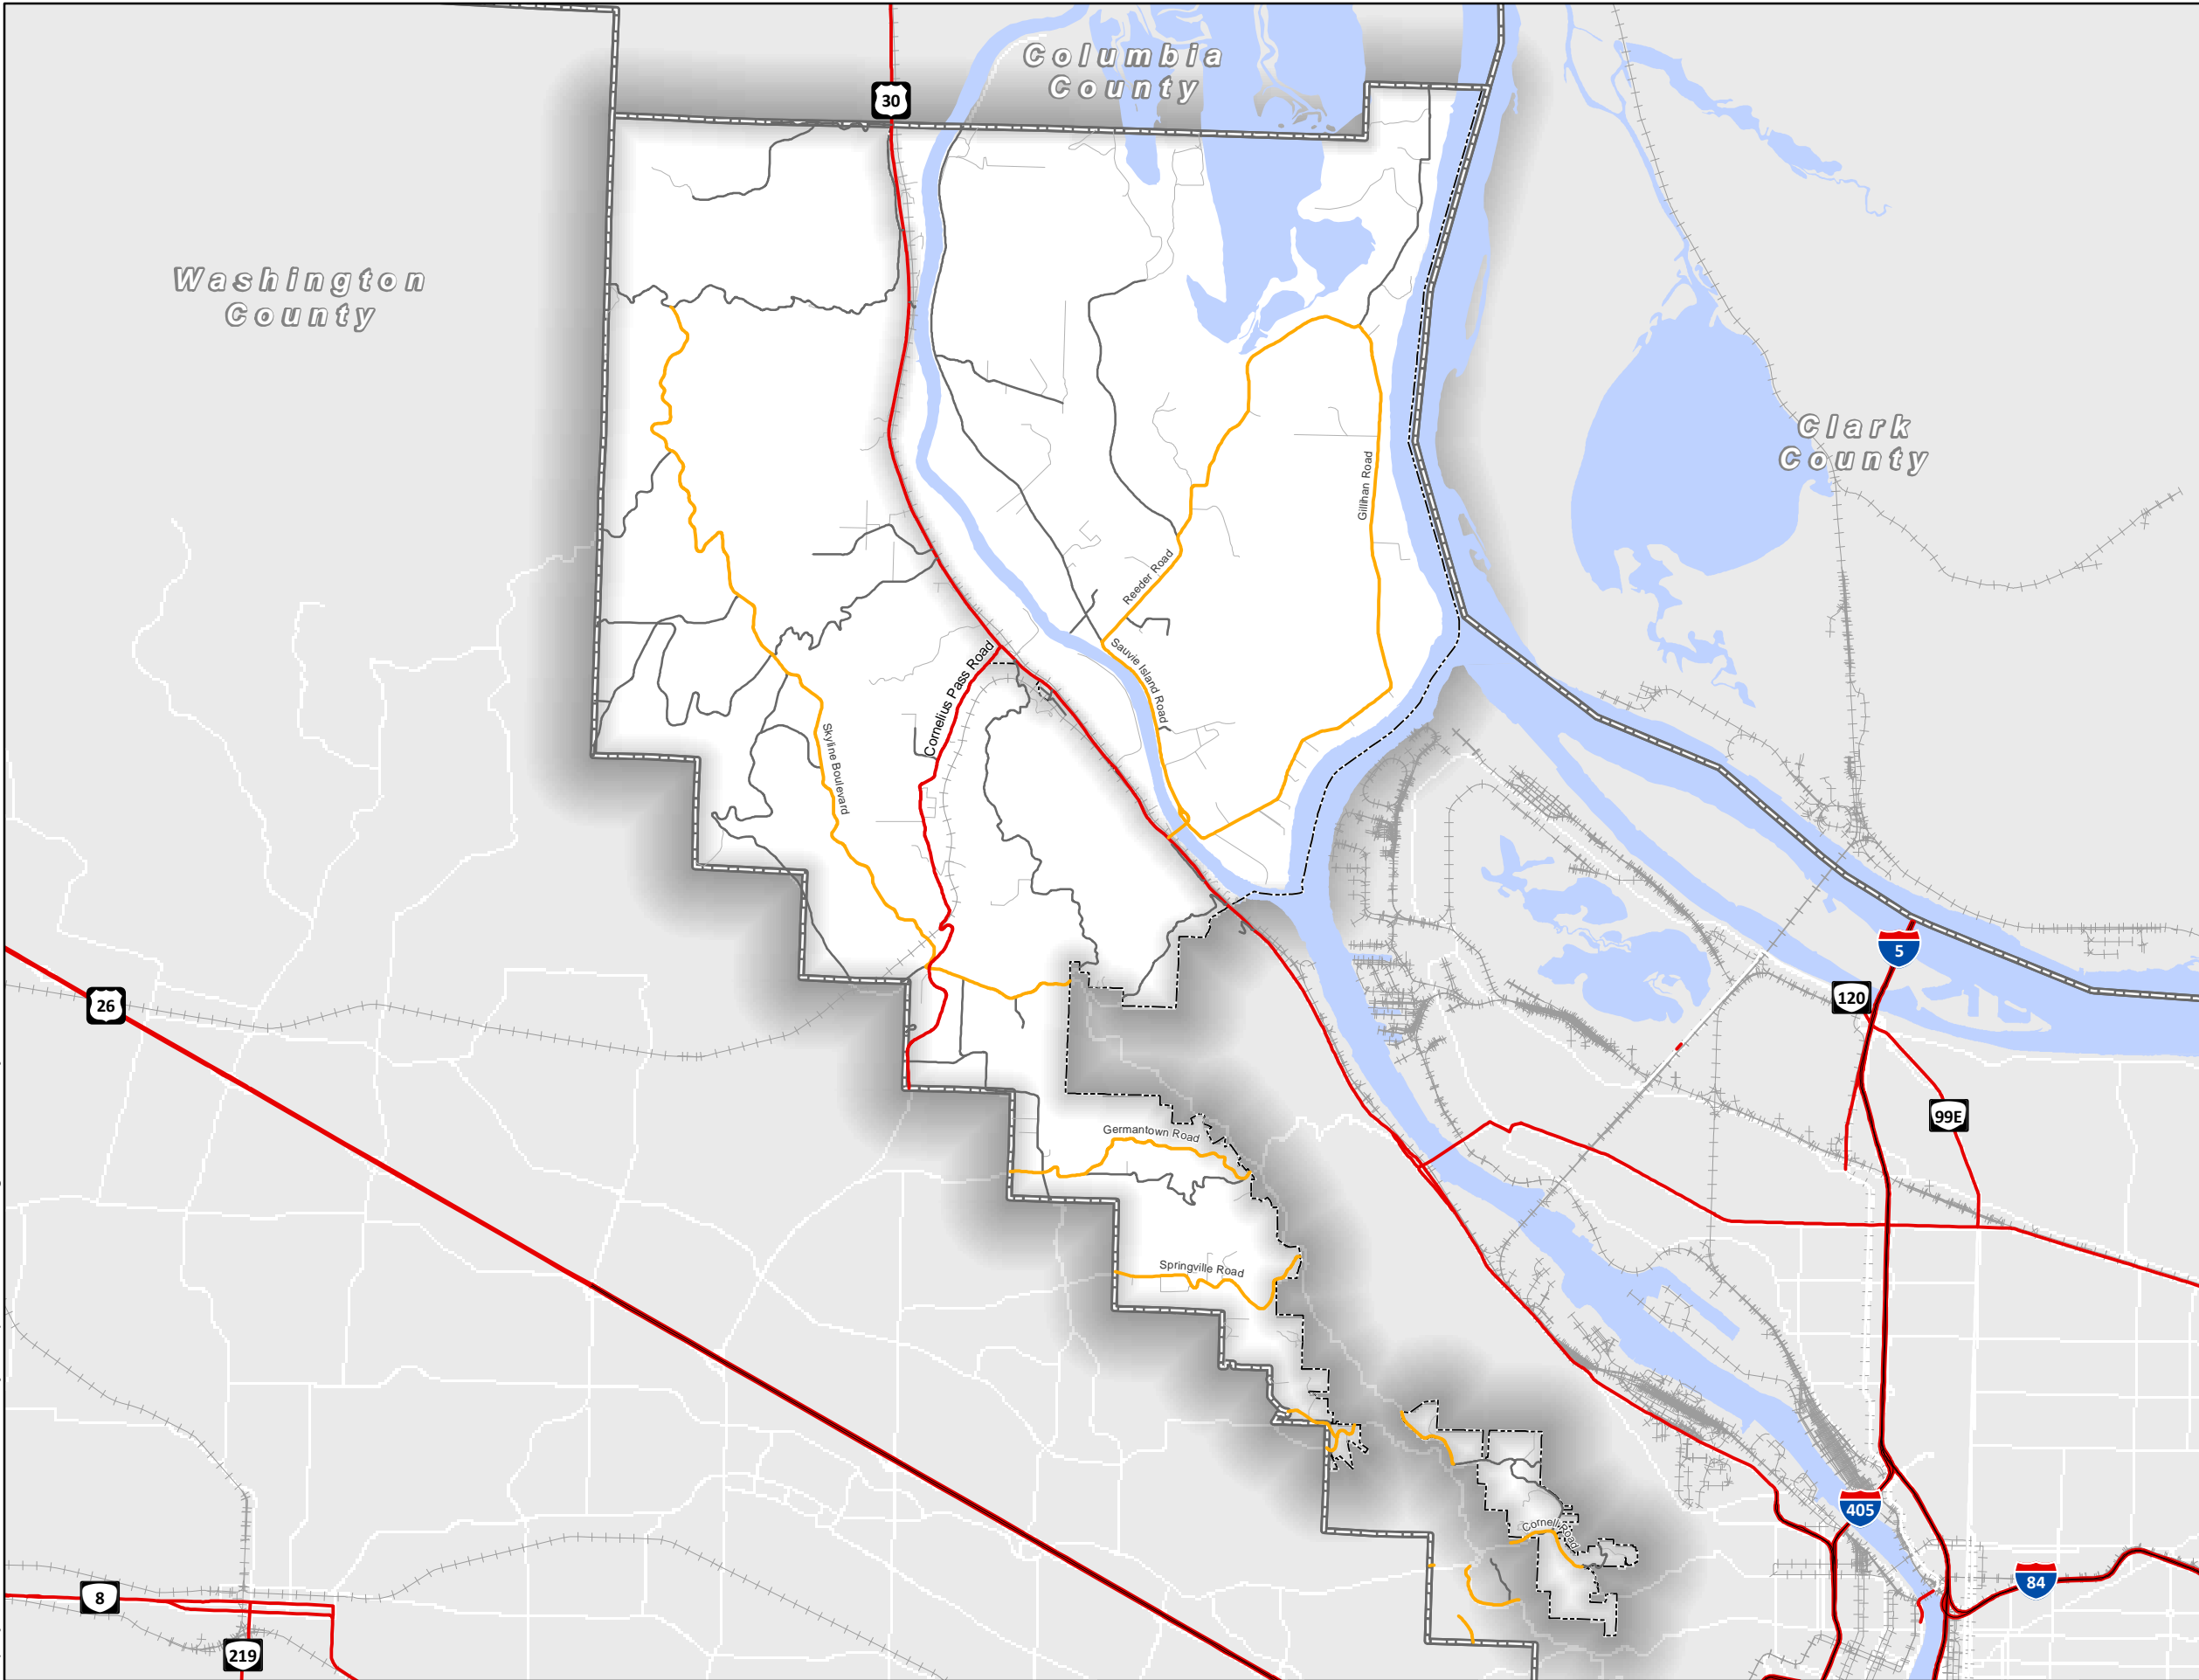 Columbia
County
30
Washington
County
Clark
County
Gillihan Road
Reeder Road
Sauvie Island Road
Cornelius Pass Road
Skyline Boulevard
5
120
26
99E
Germantown Road
Springville Road
405
Cornell Road
84
8
219